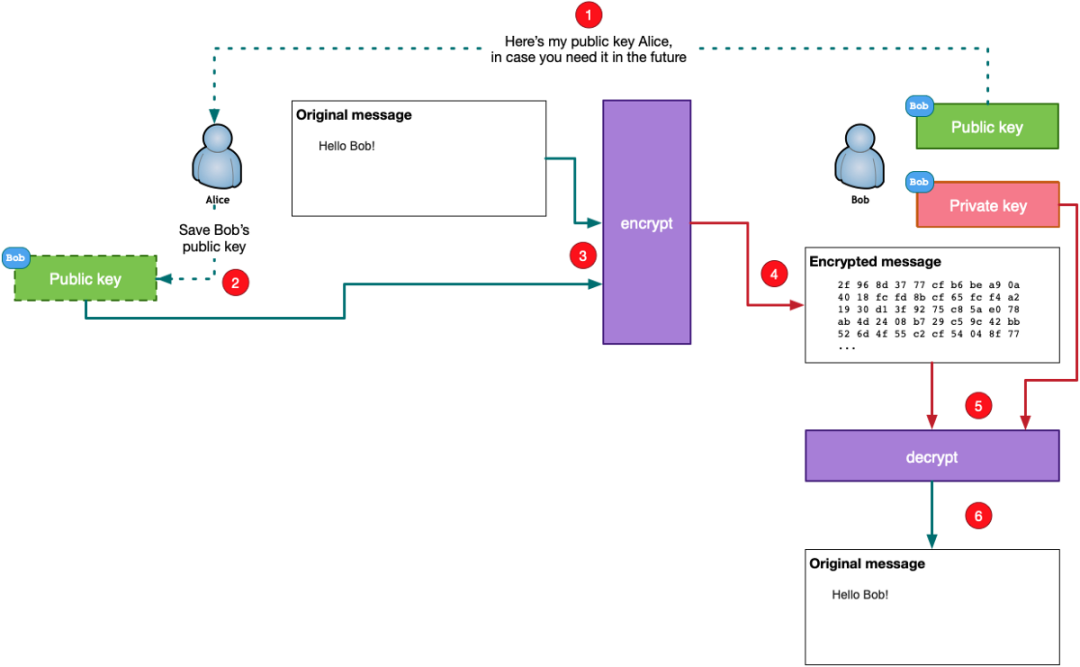 1
Here's my public key Alice,
in case you need it in the future
Original message
Hello Bob!
Alice
Save Bob's
public key
Bob
Public key
2
3
encrypt
4
Bob
Bob
Public key
Bob
Private key
Encrypted message
2f 96 8d 37 77 cf b6 be a9 0a
40 18 fc fd 8b cf 65 fc f4 a2
19 30 d1 3f 92 75 c8 5a e0 78
ab 4d 24 08 b7 29 c5 9c 42 bb
52 6d 4f 55 c2 cf 54 04 8f 77
...
5
decrypt
6
Original message
Hello Bob!